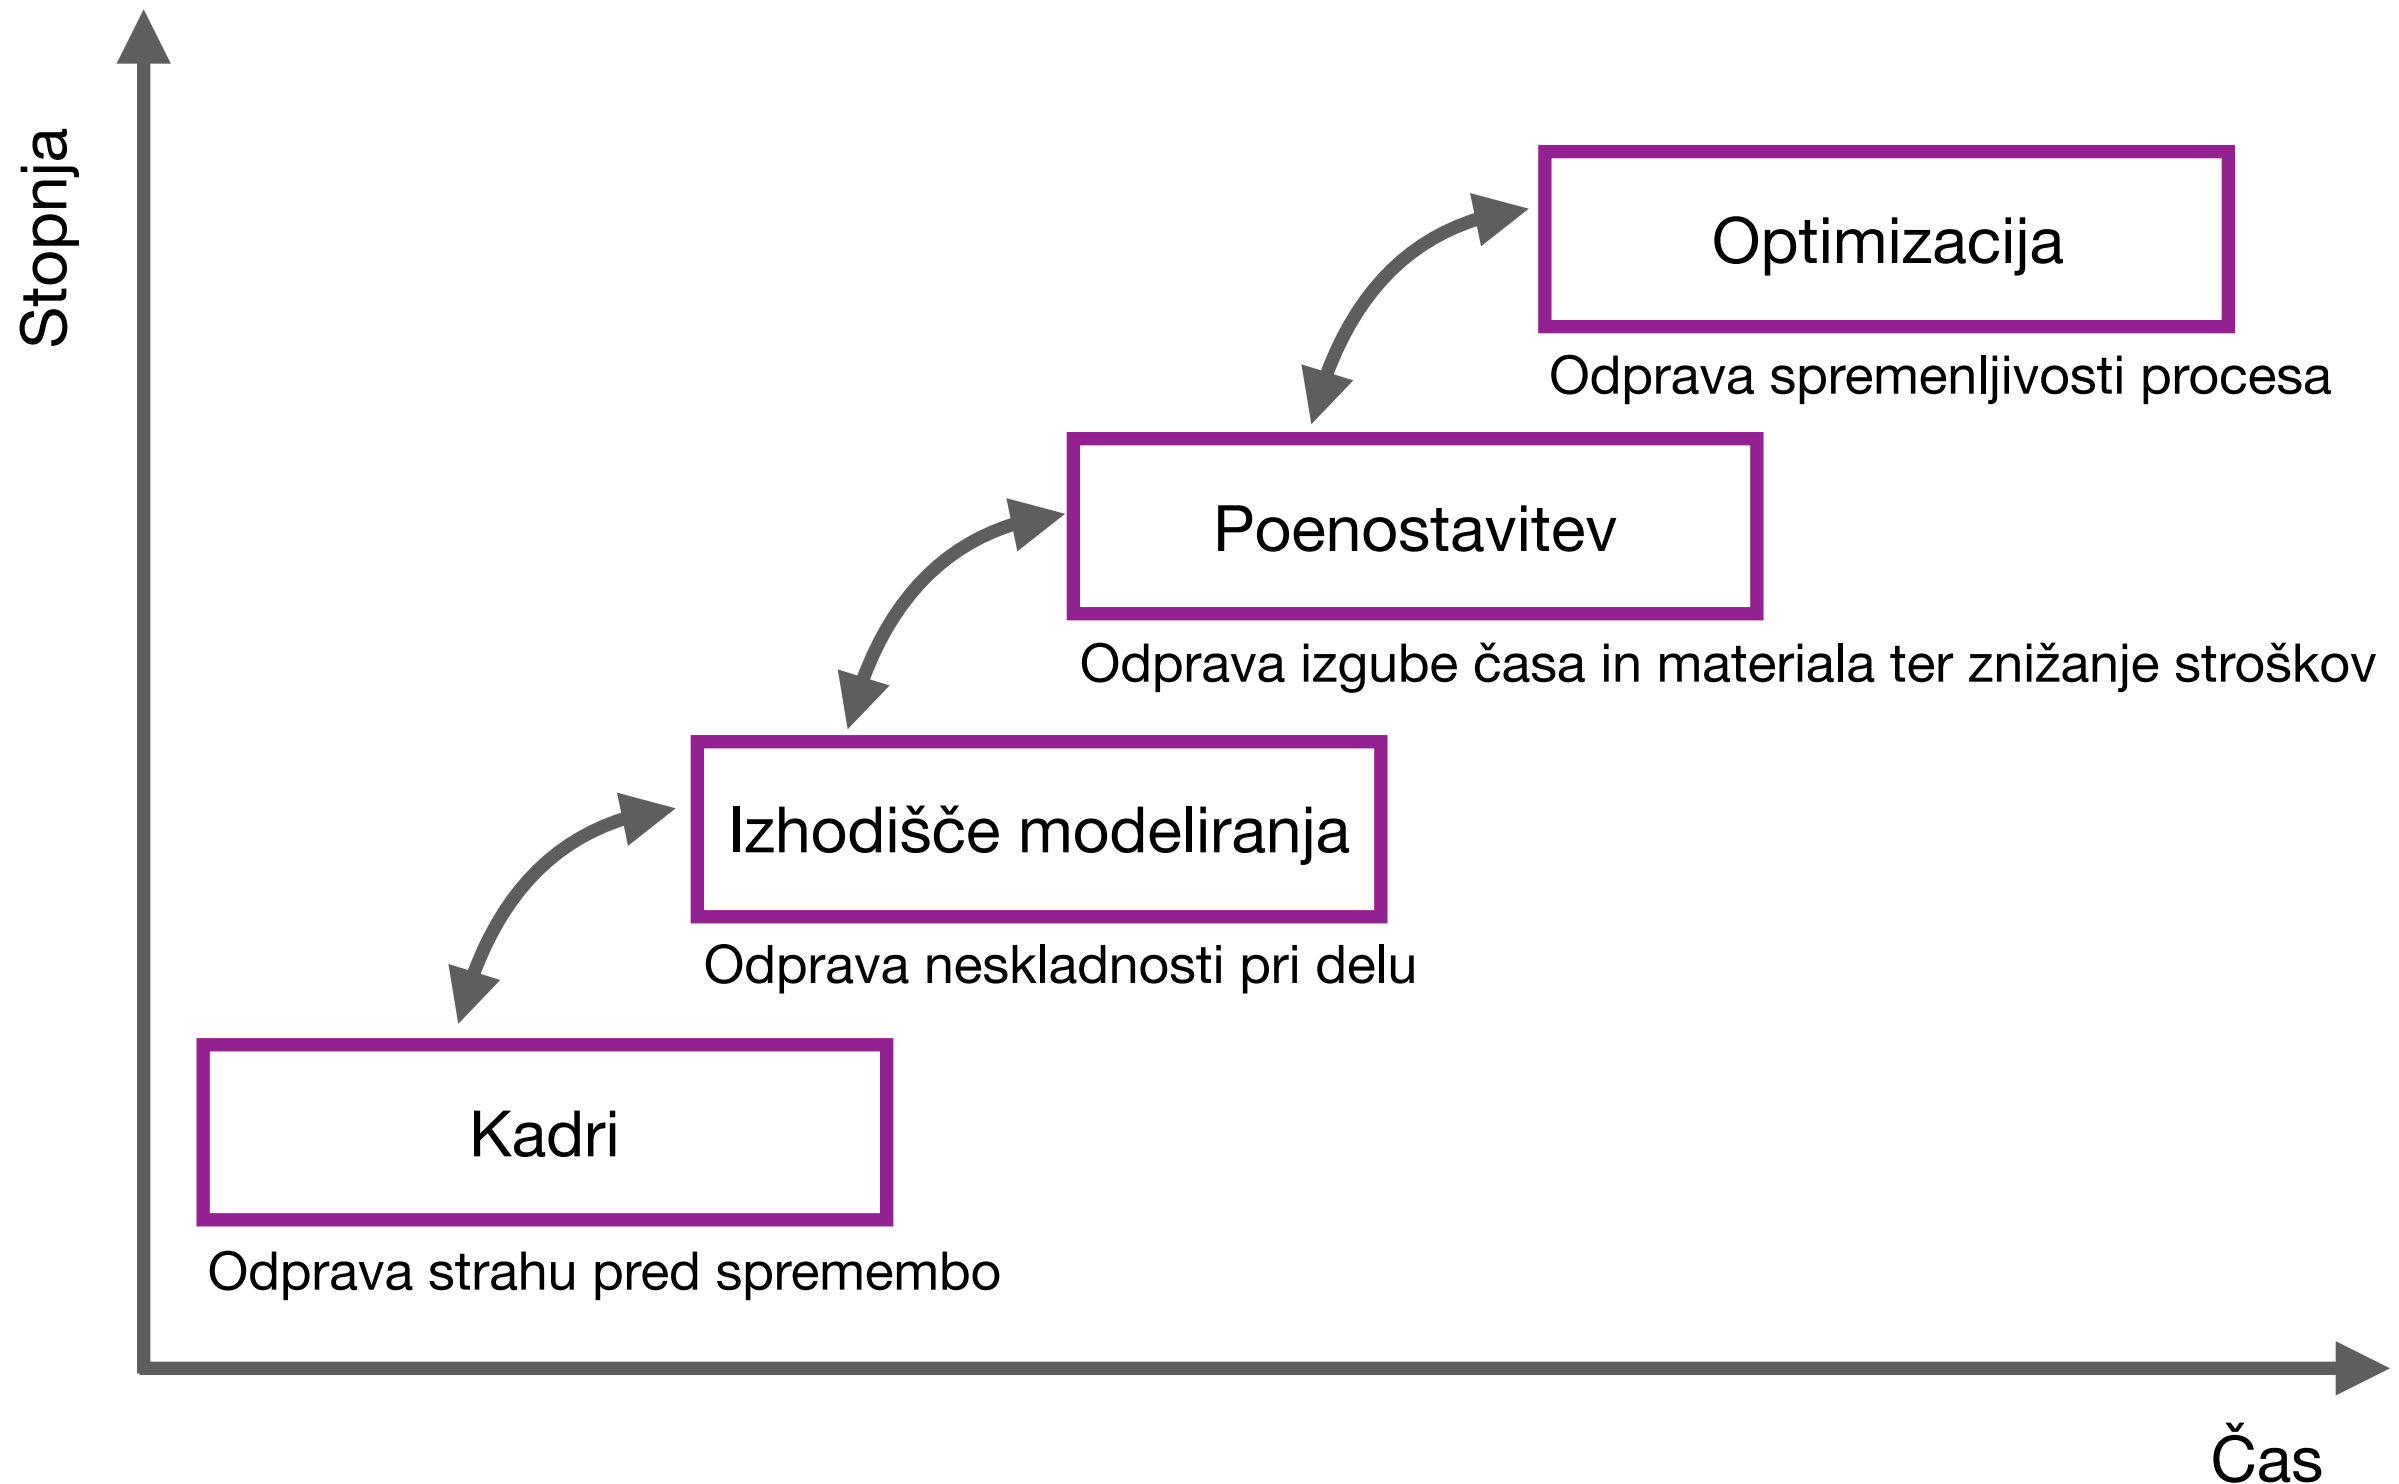 Stopnja
Optimizacija
Odprava spremenljivosti procesa
Poenostavitev
Odprava izgube časa in materiala ter znižanje stroškov
Izhodišče modeliranja
Odprava neskladnosti pri delu
Kadri
Odprava strahu pred spremembo
Čas